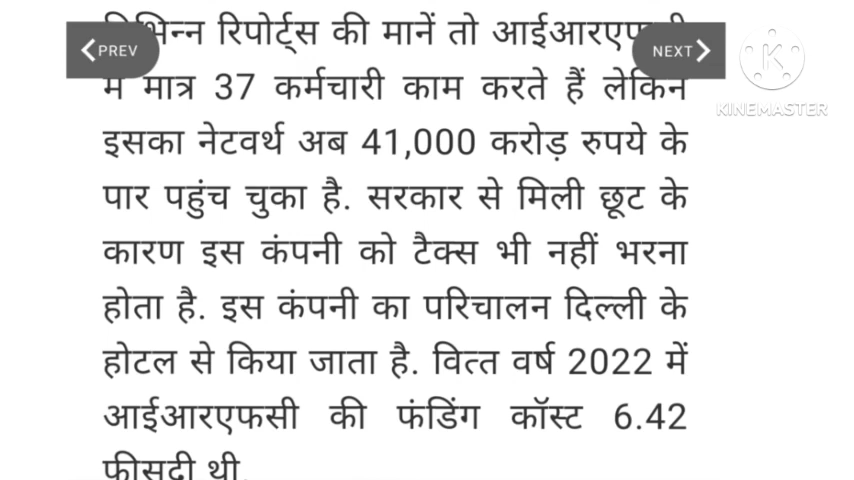 विभिन्न रिपोर्ट्स की मानें तो आईआरएफसी
PREV
NEXT
K
KINEMASTER
में मात्र 37 कर्मचारी काम करते हैं लेकिन
इसका नेटवर्थ अब 41,000 करोड़ रुपये के
पार पहुंच चुका है. सरकार से मिली छूट के
कारण इस कंपनी को टैक्स भी नहीं भरना
होता है. इस कंपनी का परिचालन दिल्ली के
होटल से किया जाता है. वित्त वर्ष 2022 में
आईआरएफसी की फंडिंग कॉस्ट 6.42
फीसदी थी.